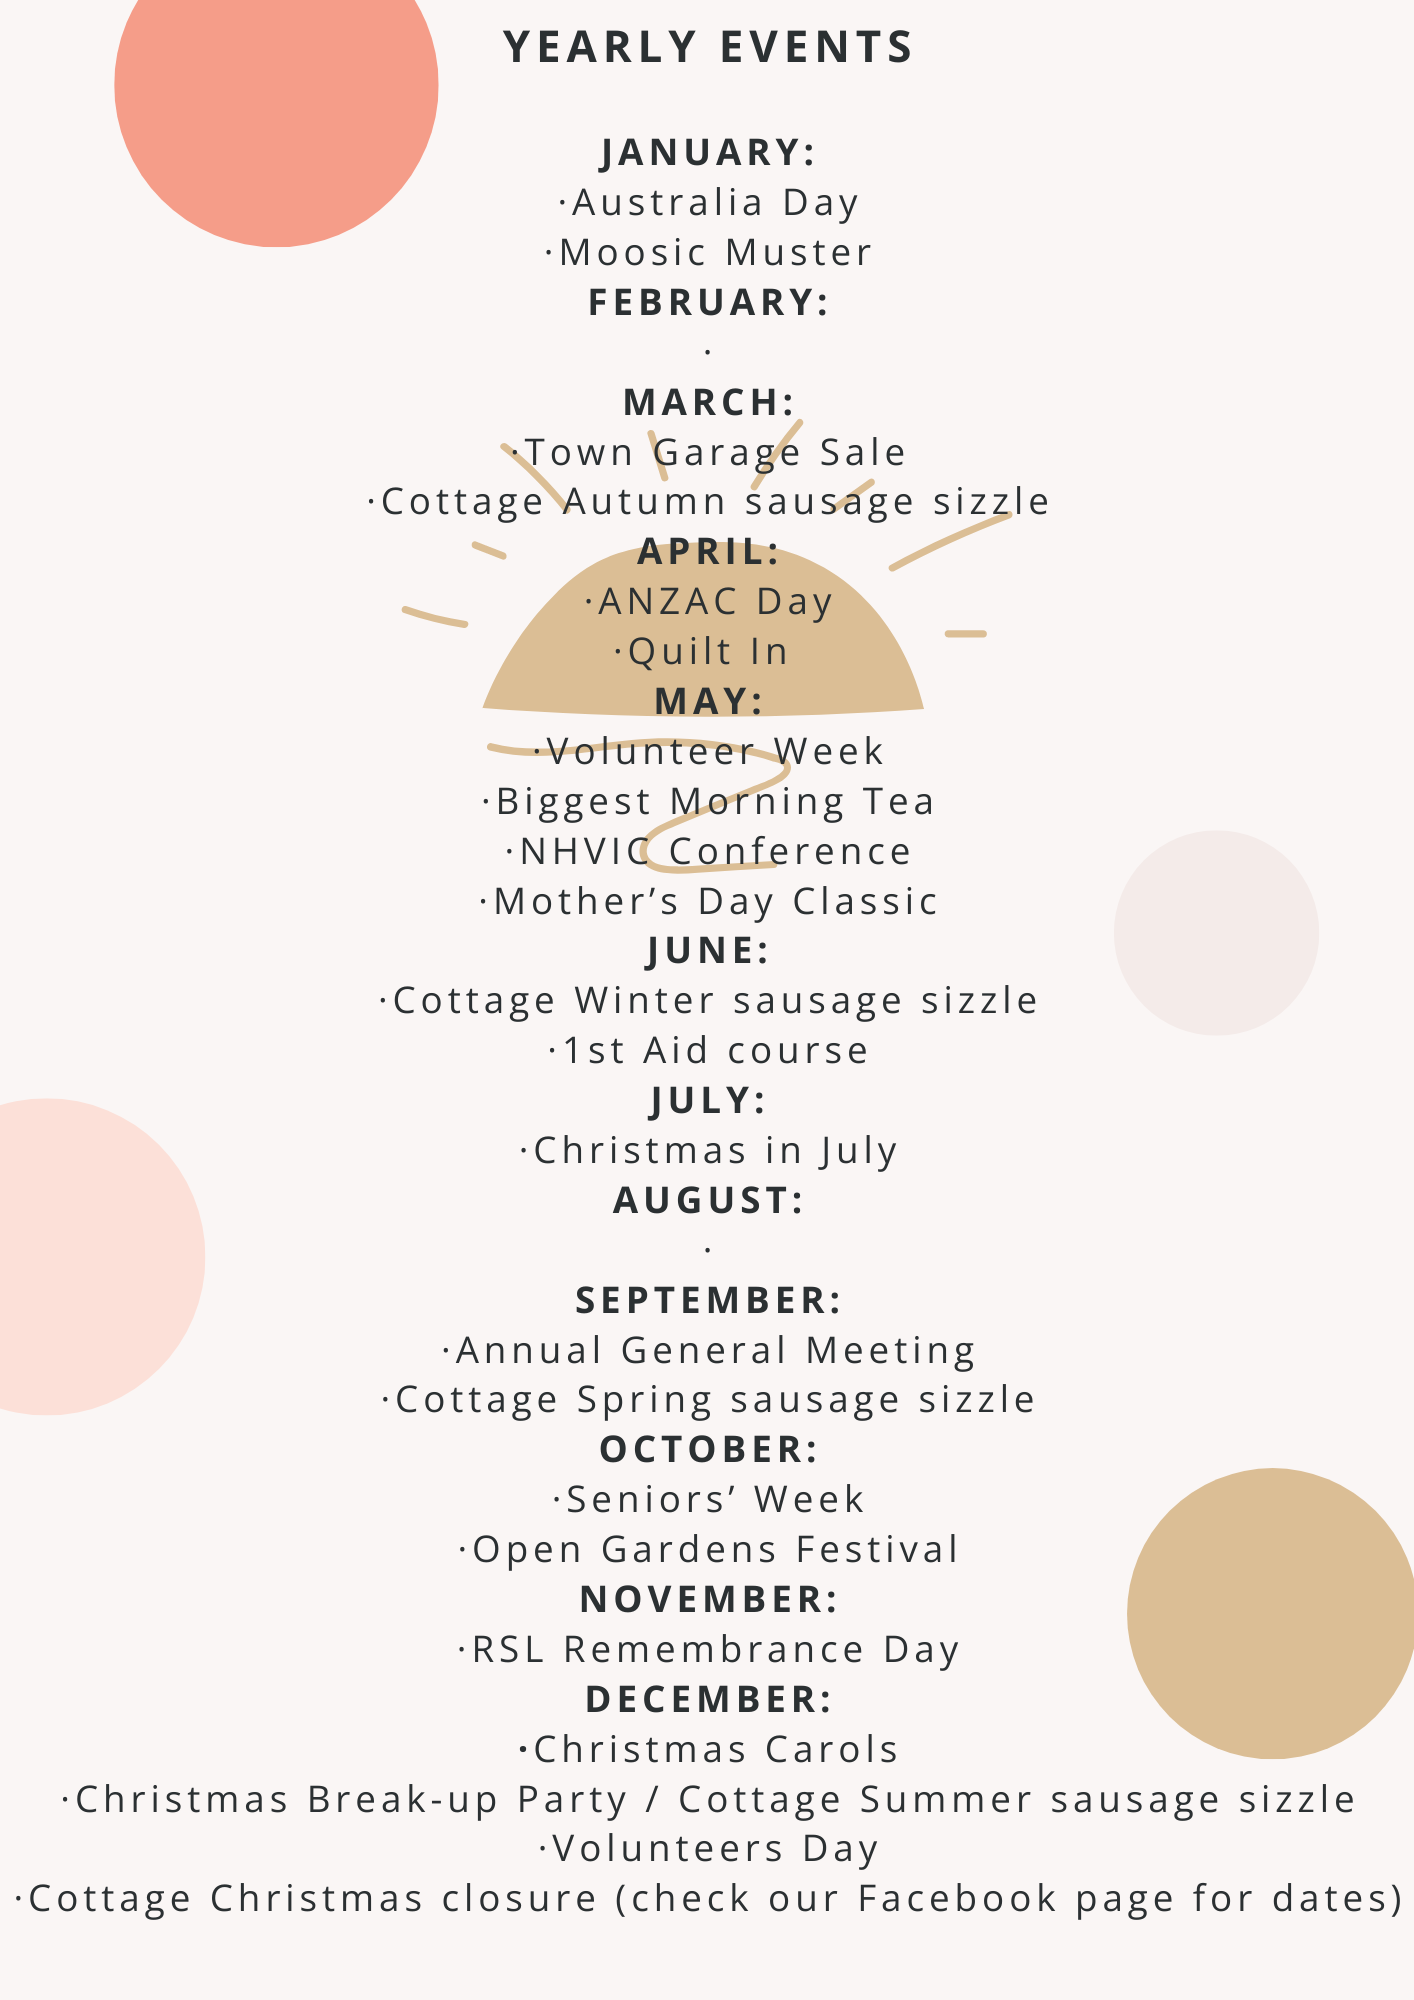 YEARLY EVENTS
JANUARY:
·Australia Day
·Moosic Muster
FEBRUARY:
·
MARCH:
·Town Garage Sale
·Cottage Autumn sausage sizzle
APRIL:
·ANZAC Day
·Quilt In
MAY:
·Volunteer Week
·Biggest Morning Tea
·NHVIC Conference
·Mother’s Day Classic
JUNE:
·Cottage Winter sausage sizzle
·1st Aid course
JULY:
·Christmas in July
AUGUST:
·
SEPTEMBER:
·Annual General Meeting
·Cottage Spring sausage sizzle
OCTOBER:
·Seniors’ Week
·Open Gardens Festival
NOVEMBER:
·RSL Remembrance Day
DECEMBER:
·Christmas Carols
·Christmas Break-up Party / Cottage Summer sausage sizzle
·Volunteers Day
·Cottage Christmas closure (check our Facebook page for dates)